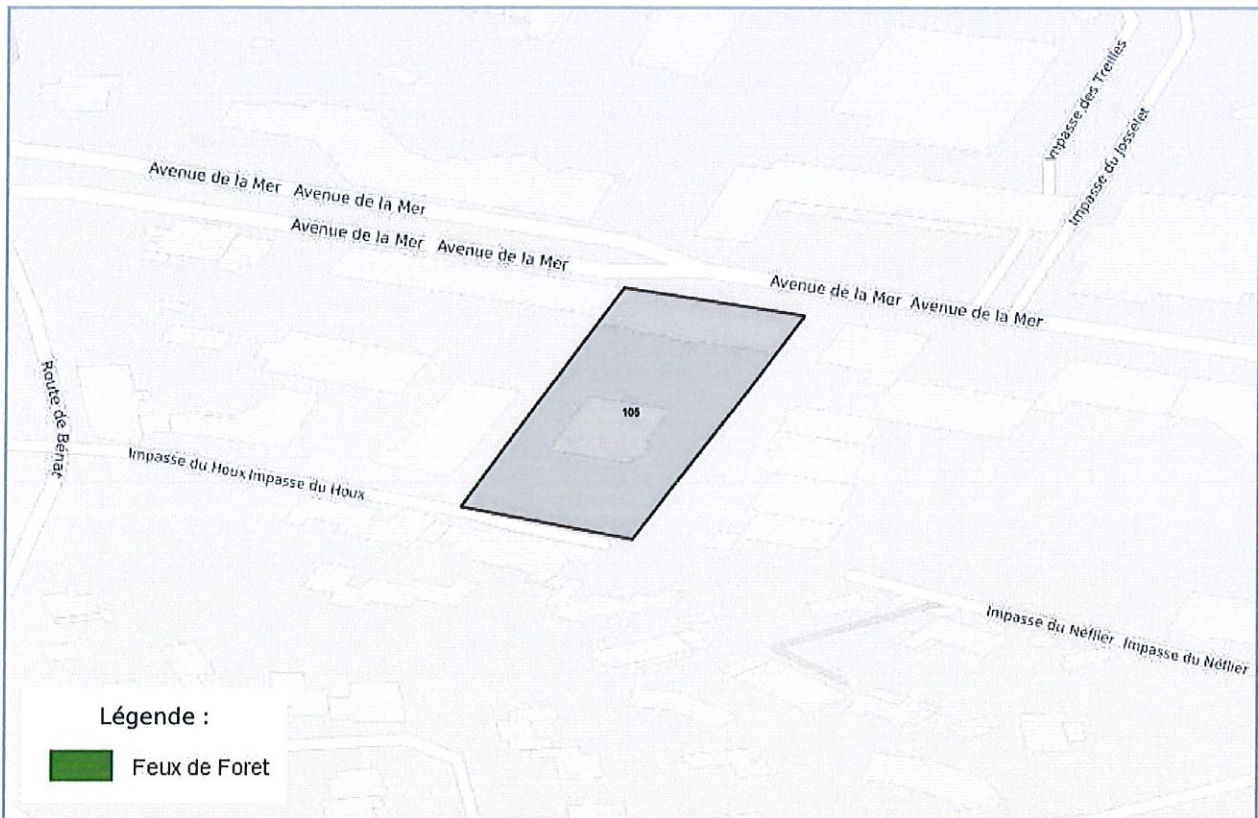 Impasse des Treilles
Impasse du Josselet
Avenue de la Mer Avenue de la Mer
Avenue de la Mer Avenue de la Mer
Avenue de la Mer Avenue de la Mer
Route de Bénat
105
Impasse du Houx Impasse du Houx
Impasse du Néflier Impasse du Néflier
Légende :
Feux de Foret